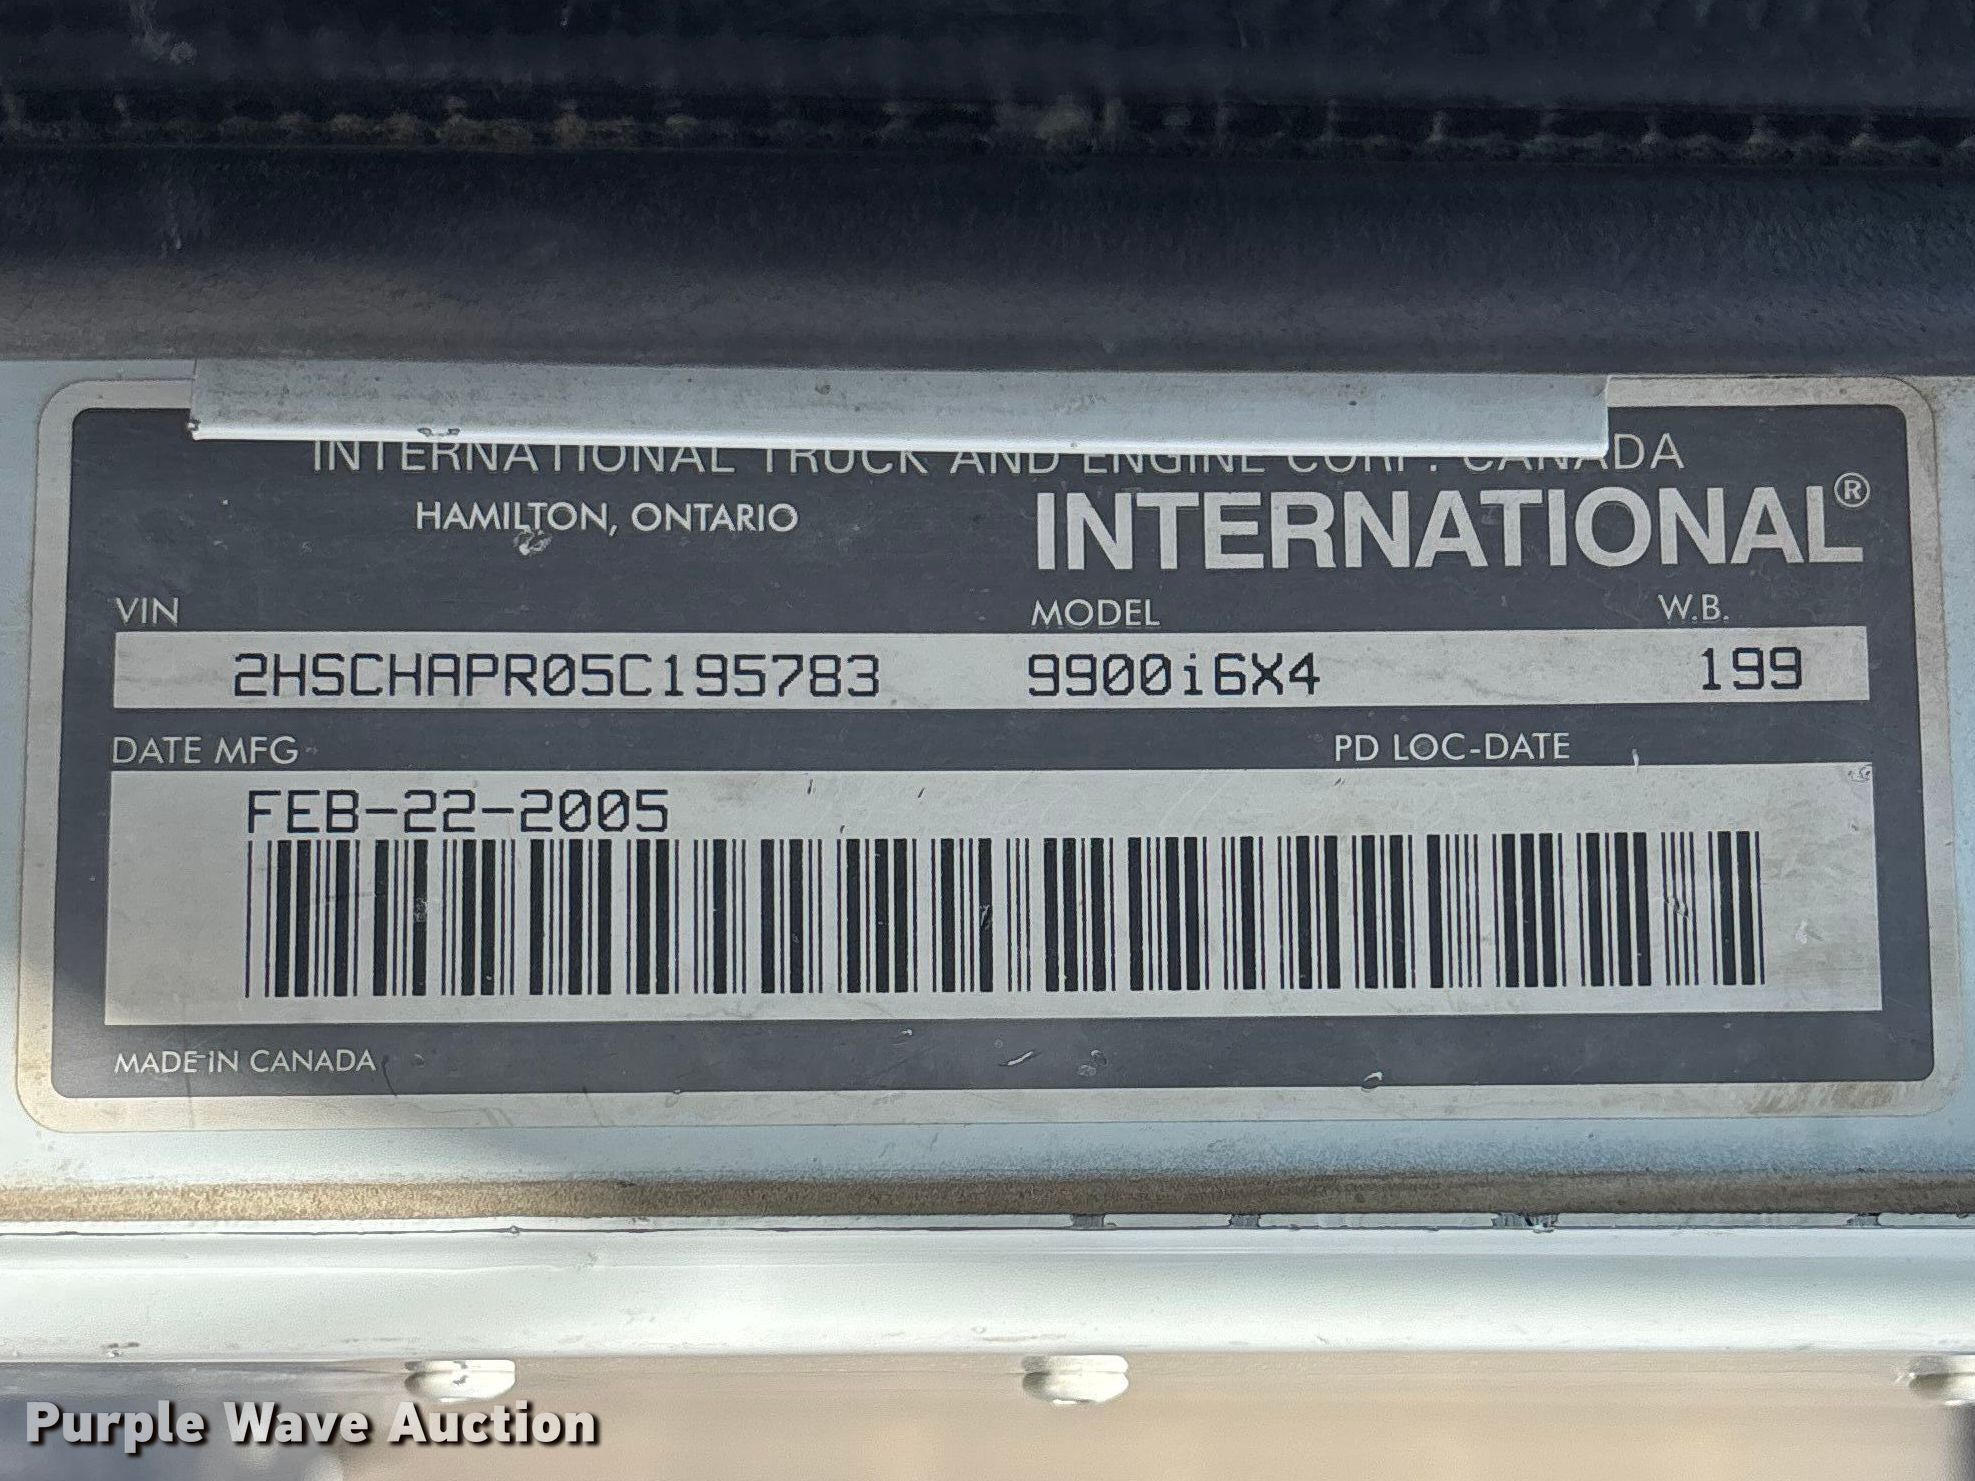 INTERNATIONAL TRUCK AND ENGINE CORP. CANADA
HAMILTON, ONTARIO
INTERNATIONAL®
VIN MODEL W.B.
2HSCHAPR05C195783 9900i6X4 199
DATE MFG PD LOC-DATE
FEB-22-2005
MADE IN CANADA
Purple Wave Auction